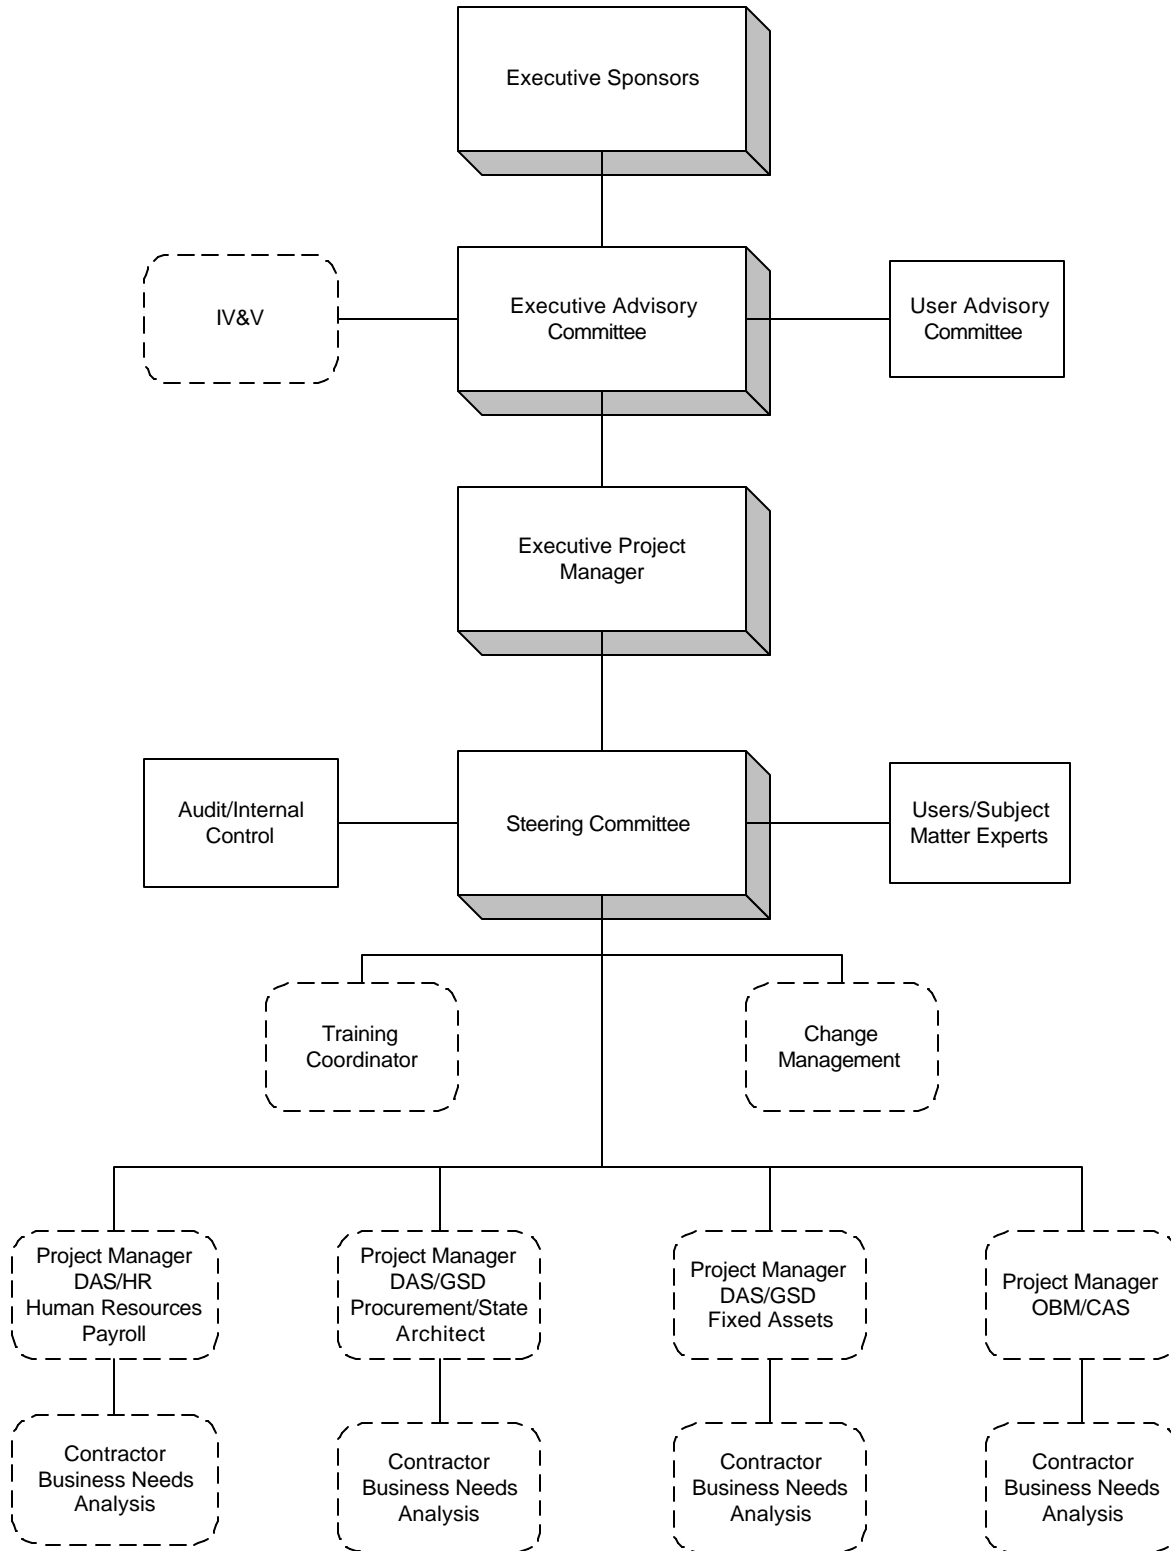 Executive Sponsors
IV&V
Executive Advisory
Committee
User Advisory
Committee
Executive Project
Manager
Audit/Internal
Control
Steering Committee
Users/Subject
Matter Experts
Training
Coordinator
Change
Management
Project Manager
DAS/HR
Human Resources
Payroll
Project Manager
DAS/GSD
Procurement/State
Architect
Project Manager
DAS/GSD
Fixed Assets
Project Manager
OBM/CAS
Contractor
Business Needs
Analysis
Contractor
Business Needs
Analysis
Contractor
Business Needs
Analysis
Contractor
Business Needs
Analysis